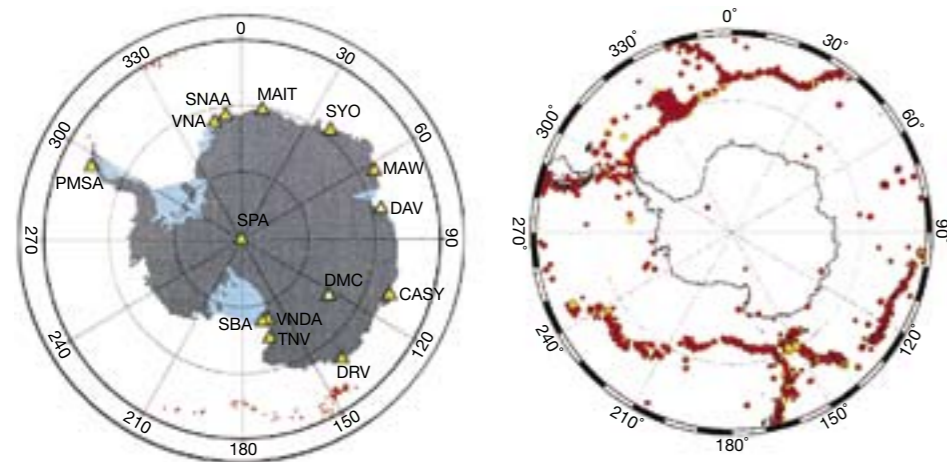 0
30
60
90
120
150
180
210
240
270
300
330
SNAA
MAIT
VNA
SYO
MAW
PMSA
DAV
SPA
DMC
CASY
SBA
VNDA
TNV
DRV
0°
30°
60°
90°
120°
150°
180°
210°
240°
270°
300°
330°